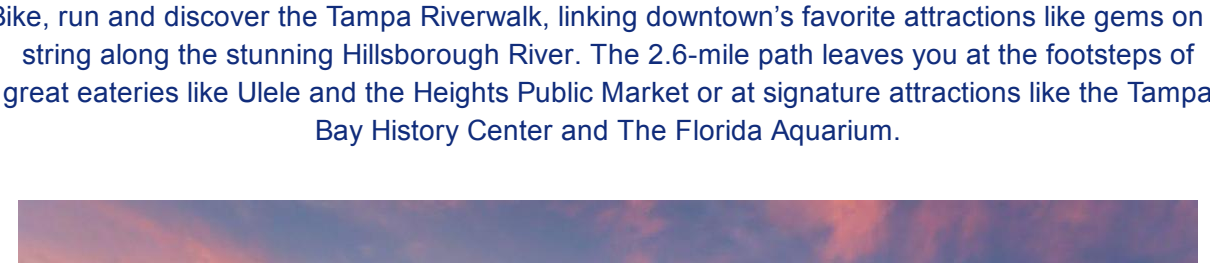 Bike, run and discover the Tampa Riverwalk, linking downtown’s favorite attractions like gems on
string along the stunning Hillsborough River. The 2.6-mile path leaves you at the footsteps of
great eateries like Ulele and the Heights Public Market or at signature attractions like the Tampa
Bay History Center and The Florida Aquarium.